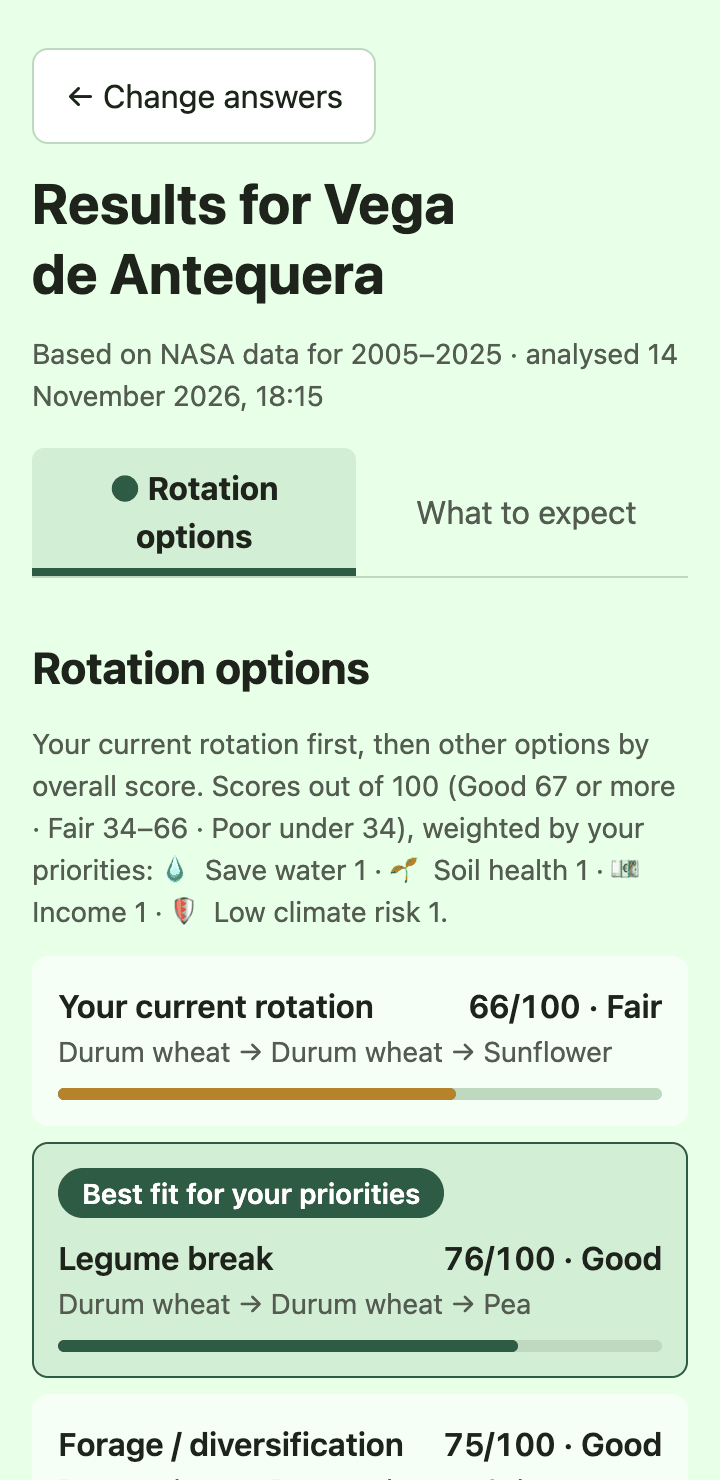 ← Change answers
Results for Vega
de Antequera
Based on NASA data for 2005–2025 · analysed 14
November 2026, 18:15
Rotation
options
What to expect
Rotation options
Your current rotation first, then other options by
overall score. Scores out of 100 (Good 67 or more
· Fair 34–66 · Poor under 34), weighted by your
priorities: 💧 Save water 1 · 🌱 Soil health 1 · 💶
Income 1 · 🛡️ Low climate risk 1.
Your current rotation 66/100 · Fair
Durum wheat → Durum wheat → Sunflower
Best fit for your priorities
Legume break 76/100 · Good
Durum wheat → Durum wheat → Pea
Forage / diversification 75/100 · Good